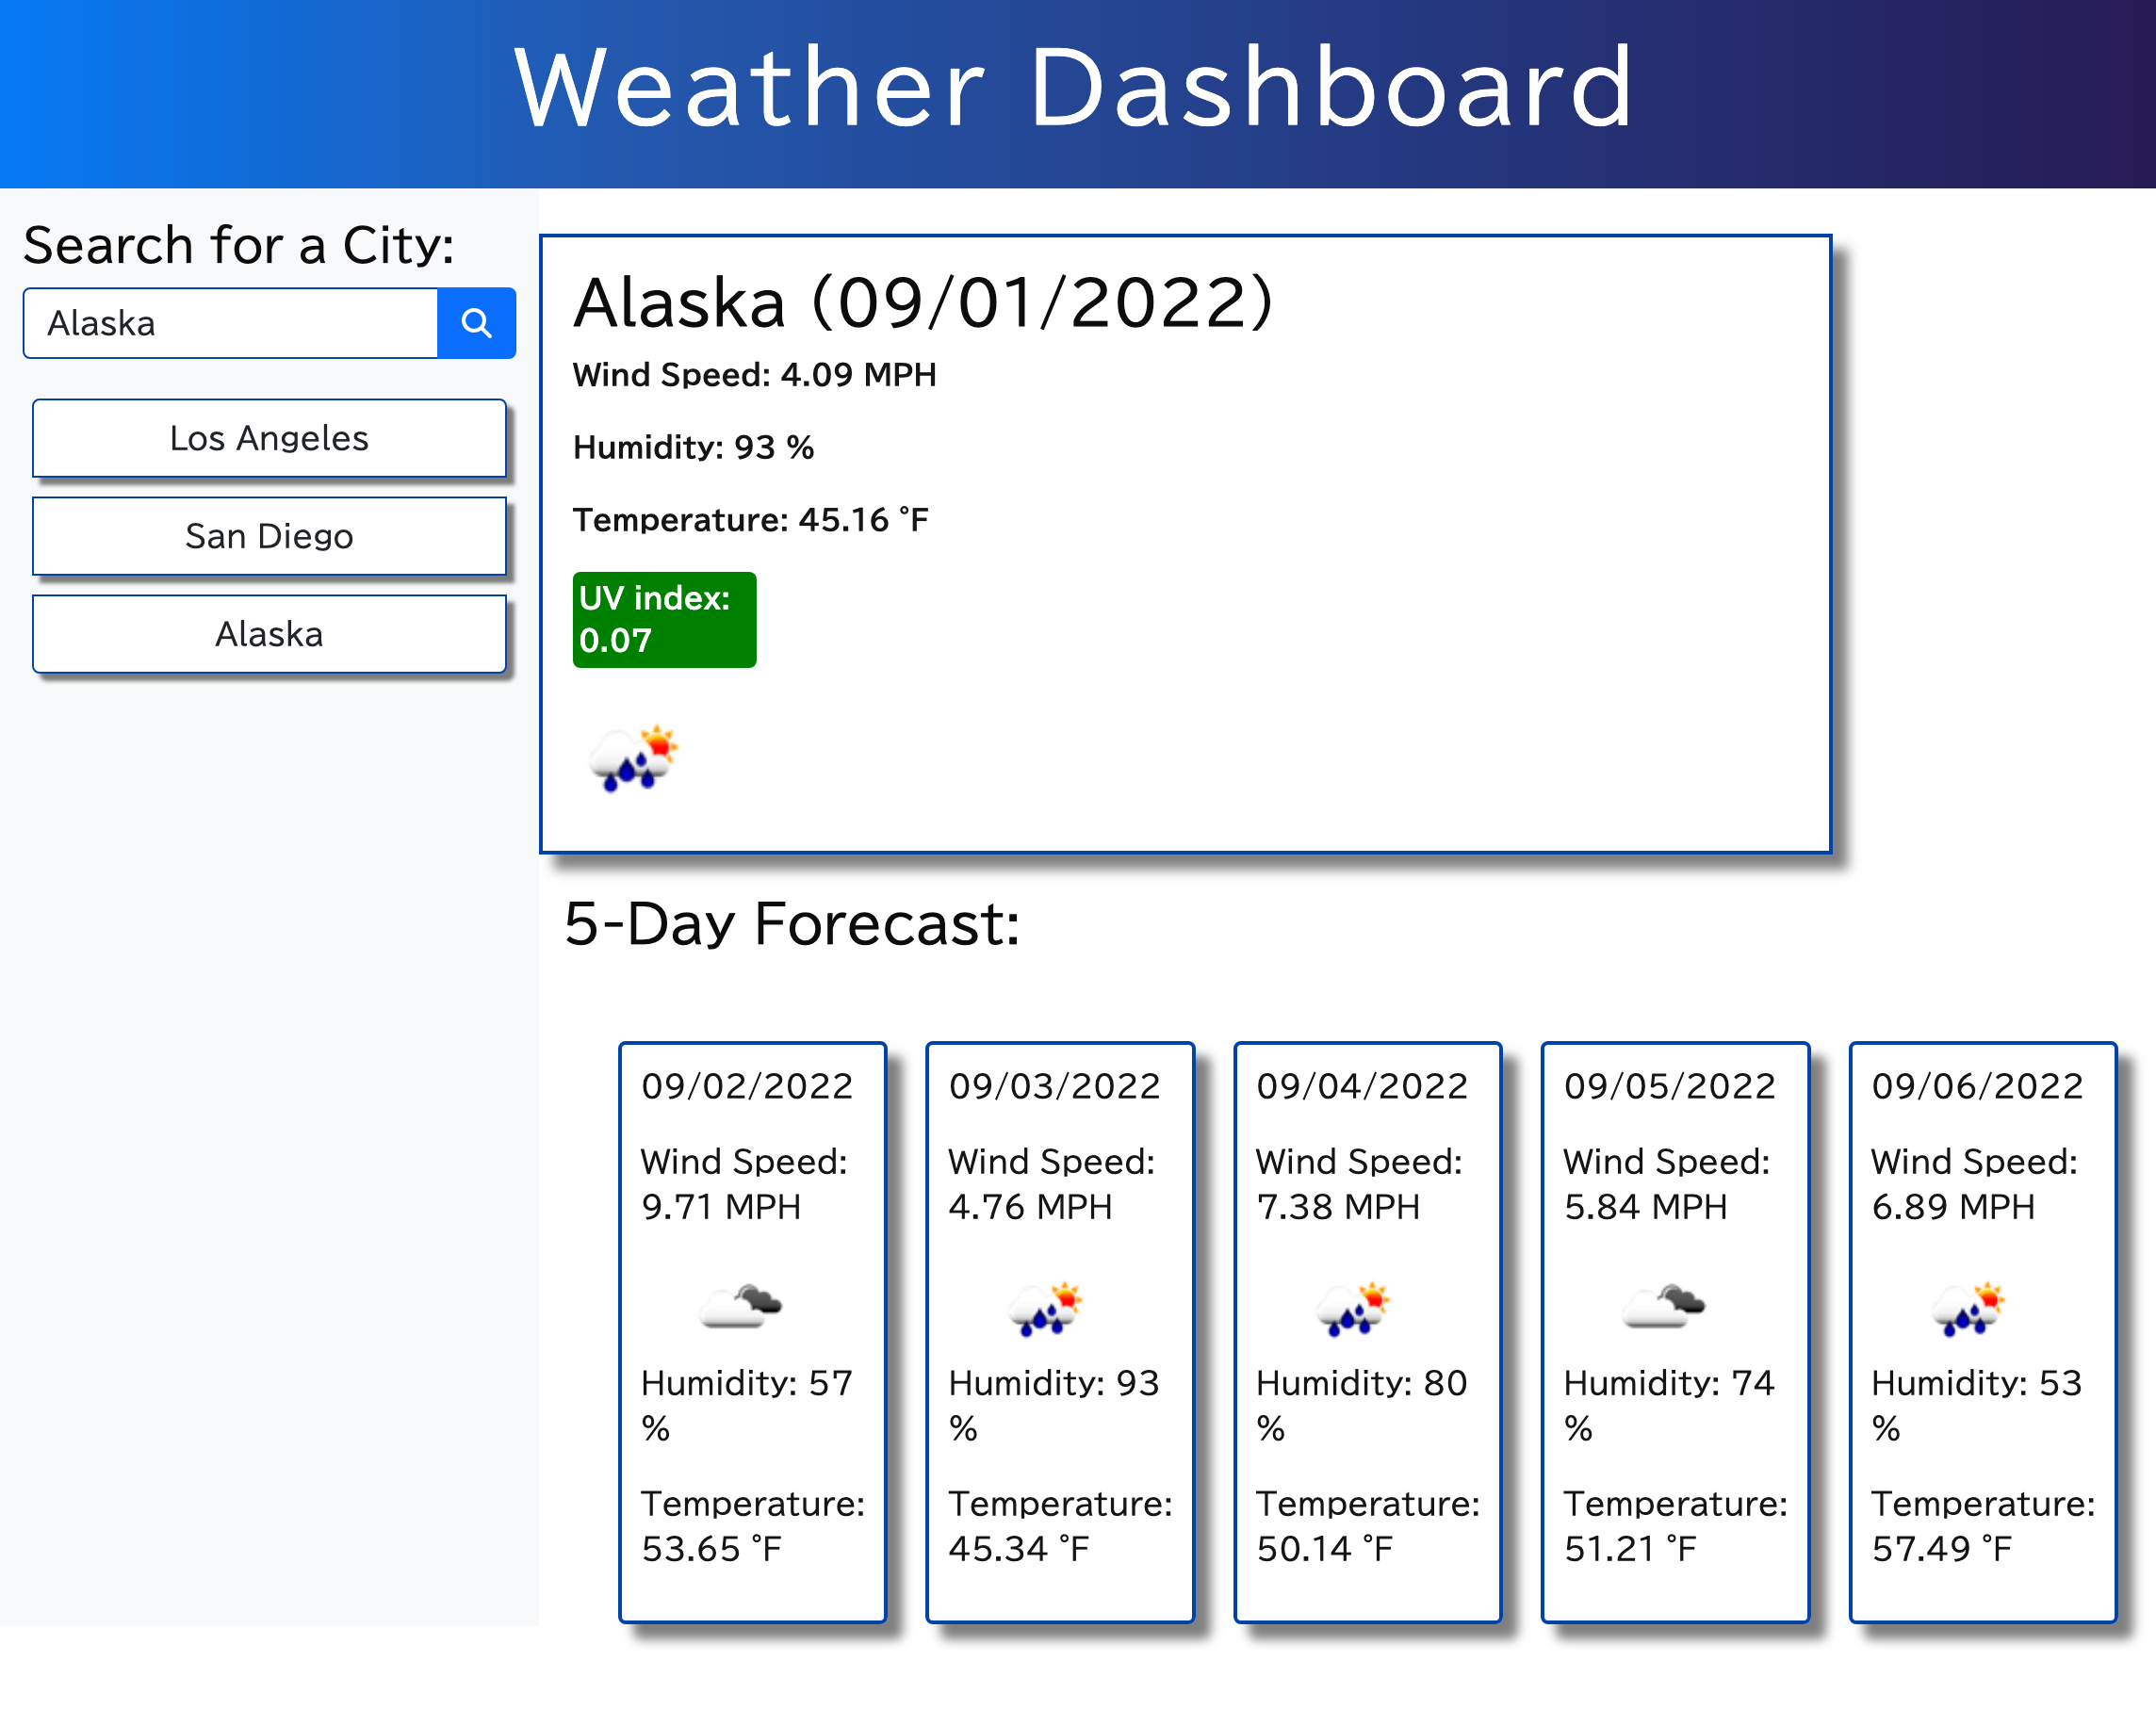 Weather Dashboard
Search for a City:
Alaska
Los Angeles
San Diego
Alaska
Alaska (09/01/2022)
Wind Speed: 4.09 MPH
Humidity: 93 %
Temperature: 45.16 °F
UV index:
0.07
5-Day Forecast:
09/02/2022
Wind Speed:
9.71 MPH
Humidity: 57
%
Temperature:
53.65 °F
09/03/2022
Wind Speed:
4.76 MPH
Humidity: 93
%
Temperature:
45.34 °F
09/04/2022
Wind Speed:
7.38 MPH
Humidity: 80
%
Temperature:
50.14 °F
09/05/2022
Wind Speed:
5.84 MPH
Humidity: 74
%
Temperature:
51.21 °F
09/06/2022
Wind Speed:
6.89 MPH
Humidity: 53
%
Temperature:
57.49 °F